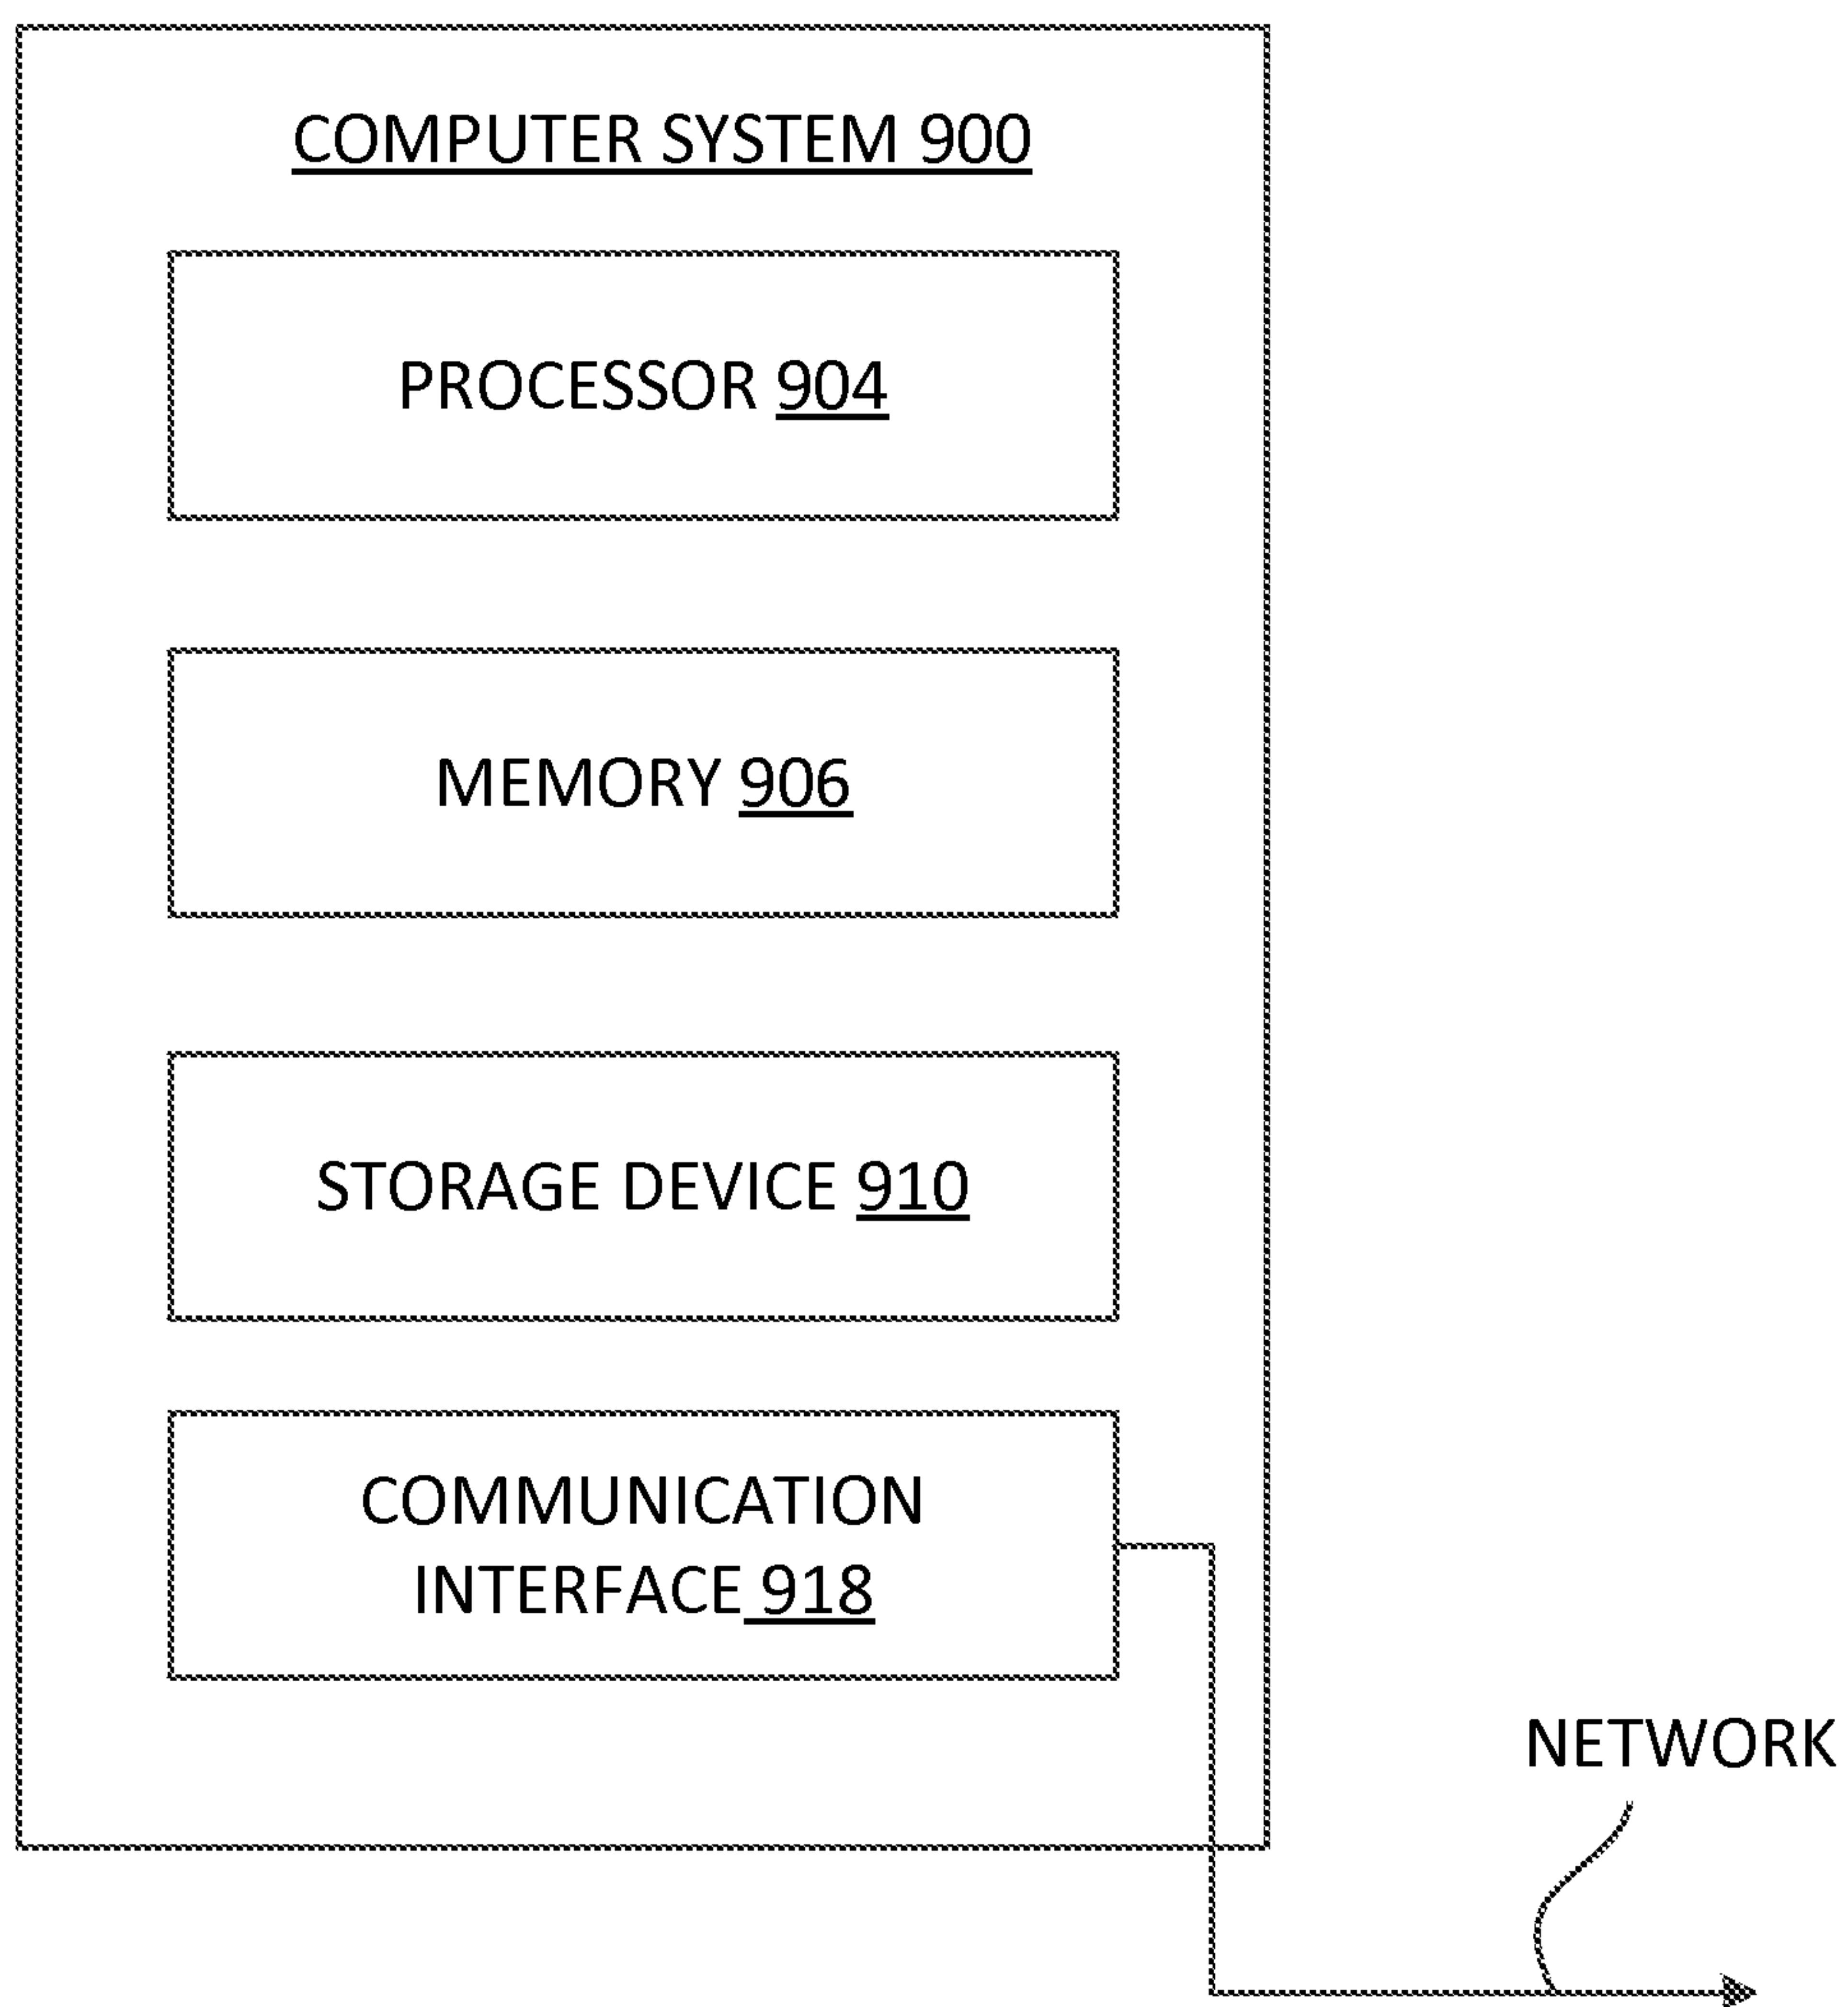 COMPUTER SYSTEM 900
PROCESSOR 904
MEMORY 906
STORAGE DEVICE 910
COMMUNICATION
INTERFACE 918
NETWORK